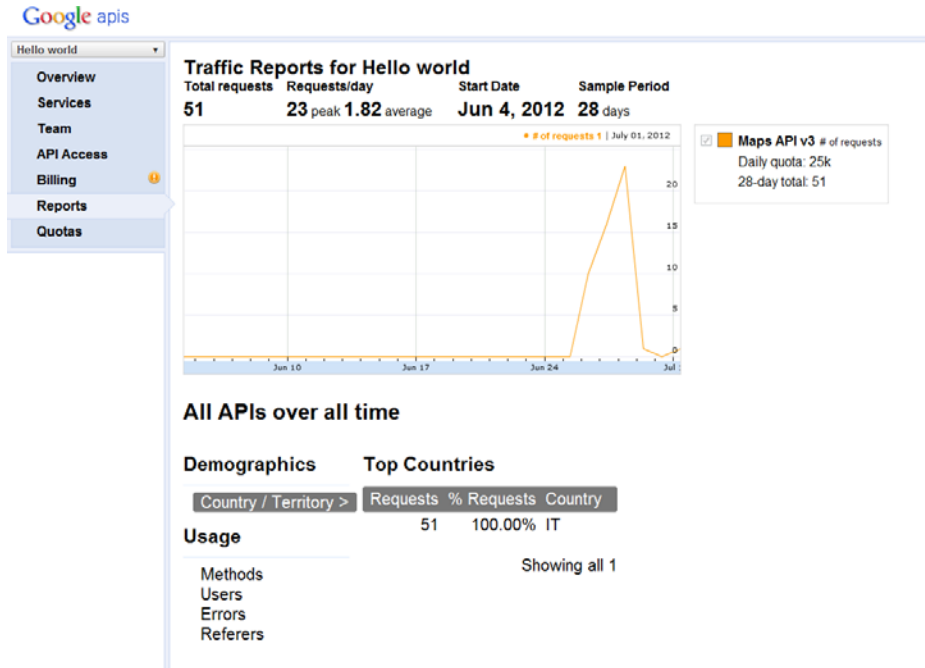 Google apis
Hello world
Overview
Services
Team
API Access
Billing
Reports
Quotas
Traffic Reports for Hello world
Total requests Requests/day Start Date Sample Period
51 23 peak 1.82 average Jun 4, 2012 28 days
# of requests 1 | July 01, 2012
20
15
10
5
0
Jun 10 Jun 17 Jun 24 Jul
Maps API v3 # of requests
Daily quota: 25k
28-day total: 51
All APIs over all time
Demographics
Country / Territory >
Usage
Methods
Users
Errors
Referers
Top Countries
Requests % Requests Country
51 100.00% IT
Showing all 1